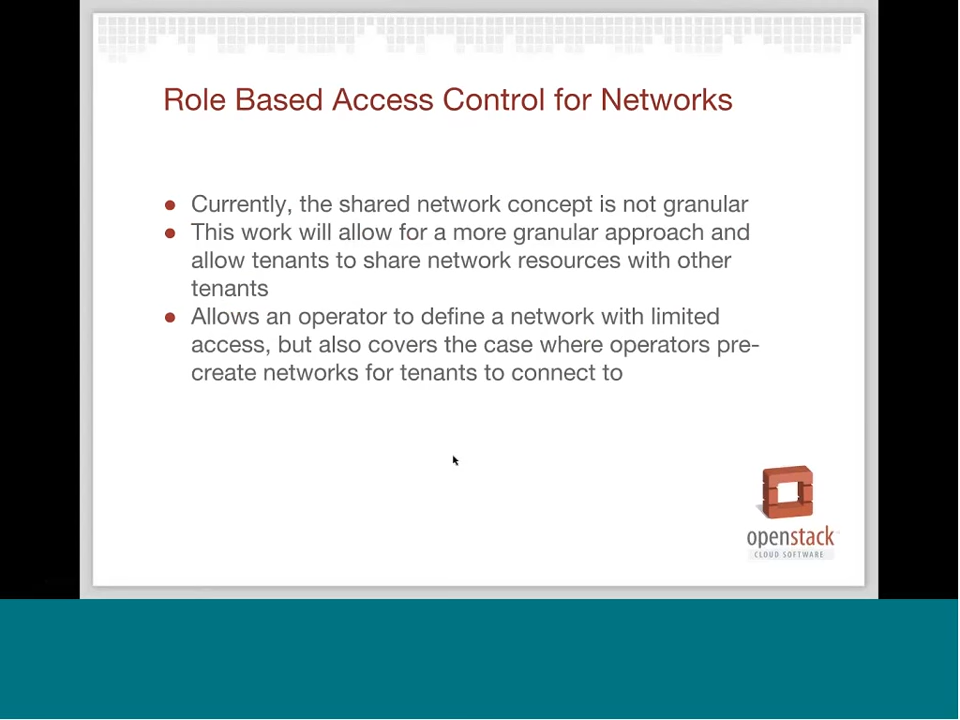 Role Based Access Control for Networks
● Currently, the shared network concept is not granular
● This work will allow for a more granular approach and
allow tenants to share network resources with other
tenants
● Allows an operator to define a network with limited
access, but also covers the case where operators pre-
create networks for tenants to connect to
openstack
CLOUD SOFTWARE